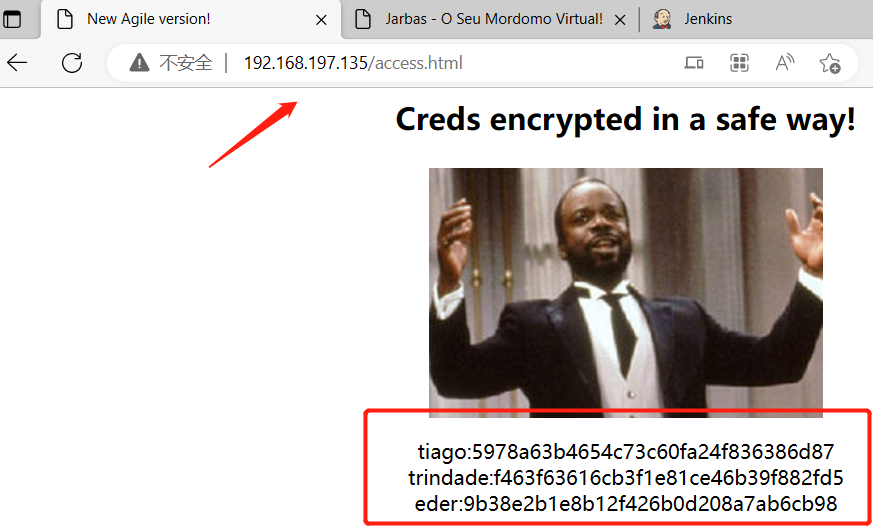 New Agile version!
Jarbas - O Seu Mordomo Virtual!
Jenkins
不安全
192.168.197.135/access.html
Creds encrypted in a safe way!
tiago:5978a63b4654c73c60fa24f836386d87
trindade:f463f63616cb3f1e81ce46b39f882fd5
eder:9b38e2b1e8b12f426b0d208a7ab6cb98